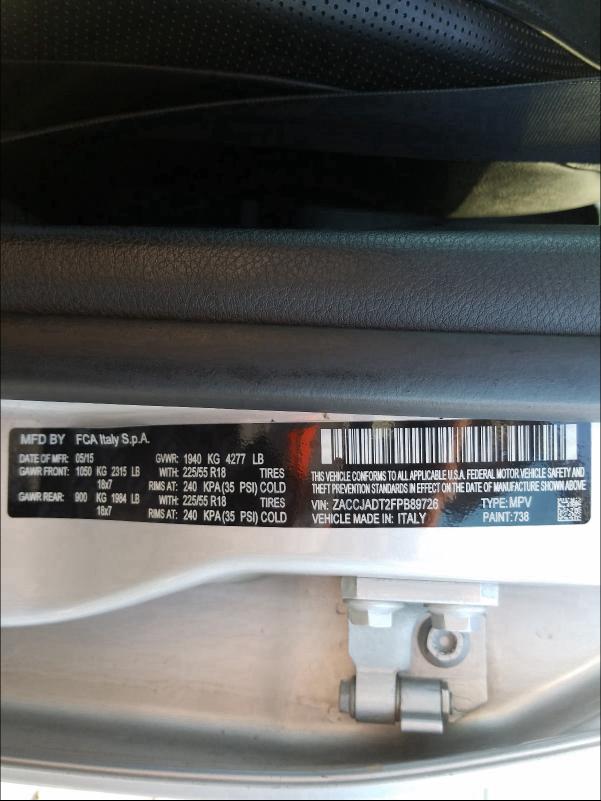 MFD BY FCA Italy S.p.A.
DATE OF MFR: 05/15 GVWR: 1940 KG 4277 LB
GAWR FRONT: 1050 KG 2315 LB WITH: 225/55 R18 TIRES
18x7 RIMS AT: 240 KPA (35 PSI) COLD
GAWR REAR: 900 KG 1984 LB WITH: 225/55 R18 TIRES
18x7 RIMS AT: 240 KPA (35 PSI) COLD
THIS VEHICLE CONFORMS TO ALL APPLICABLE U.S.A. FEDERAL MOTOR VEHICLE SAFETY AND
THEFT PREVENTION STANDARDS IN EFFECT ON THE DATE OF MANUFACTURE SHOWN ABOVE
VIN: ZACCJADT2FPB89726 TYPE: MPV
VEHICLE MADE IN: ITALY PAINT: 738